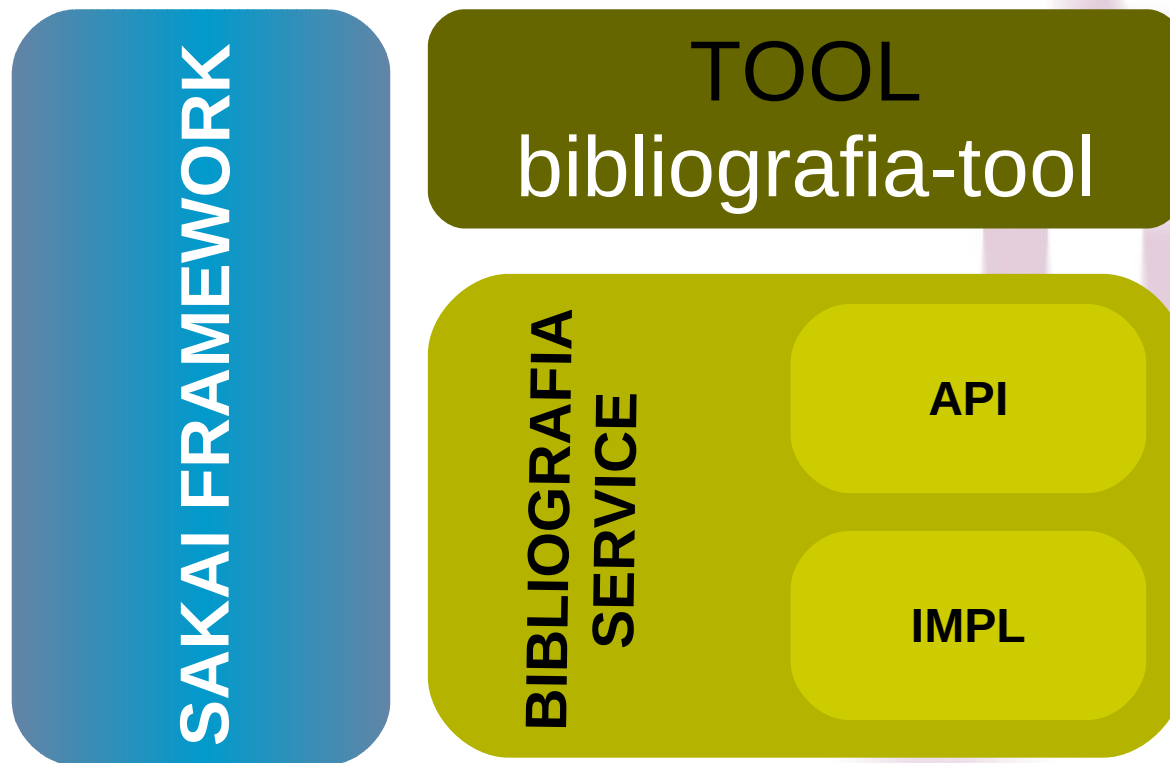 SAKAI FRAMEWORK
TOOL
bibliografia-tool
BIBLIOGRAFIA
SERVICE
API
IMPL